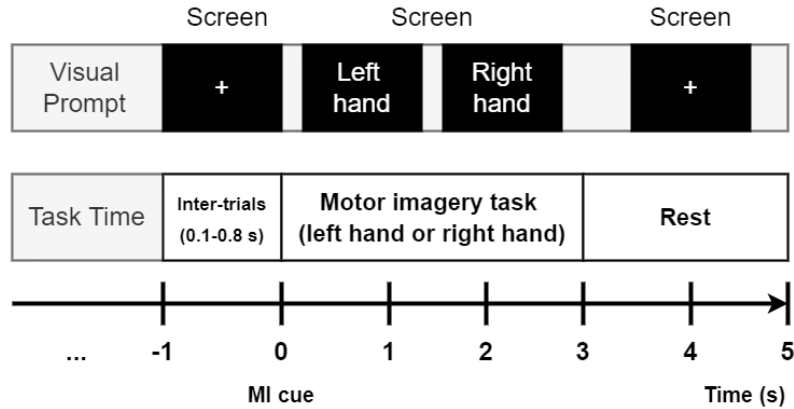 Screen Screen Screen
Visual
Prompt
+
Left
hand
Right
hand
+
Task Time
Inter-trials
(0.1-0.8 s)
Motor imagery task
(left hand or right hand)
Rest
... -1 0 1 2 3 4 5
MI cue Time (s)